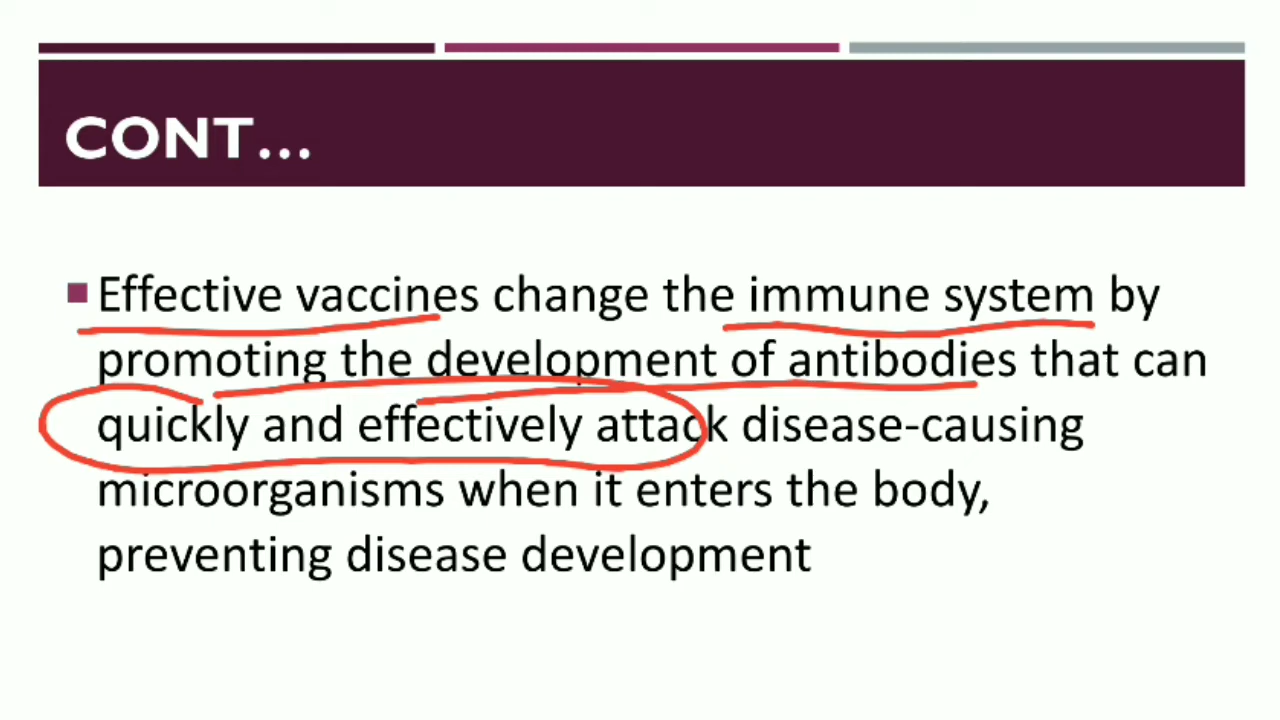 CONT...
Effective vaccines change the immune system by
promoting the development of antibodies that can
quickly and effectively attack disease-causing
microorganisms when it enters the body,
preventing disease development